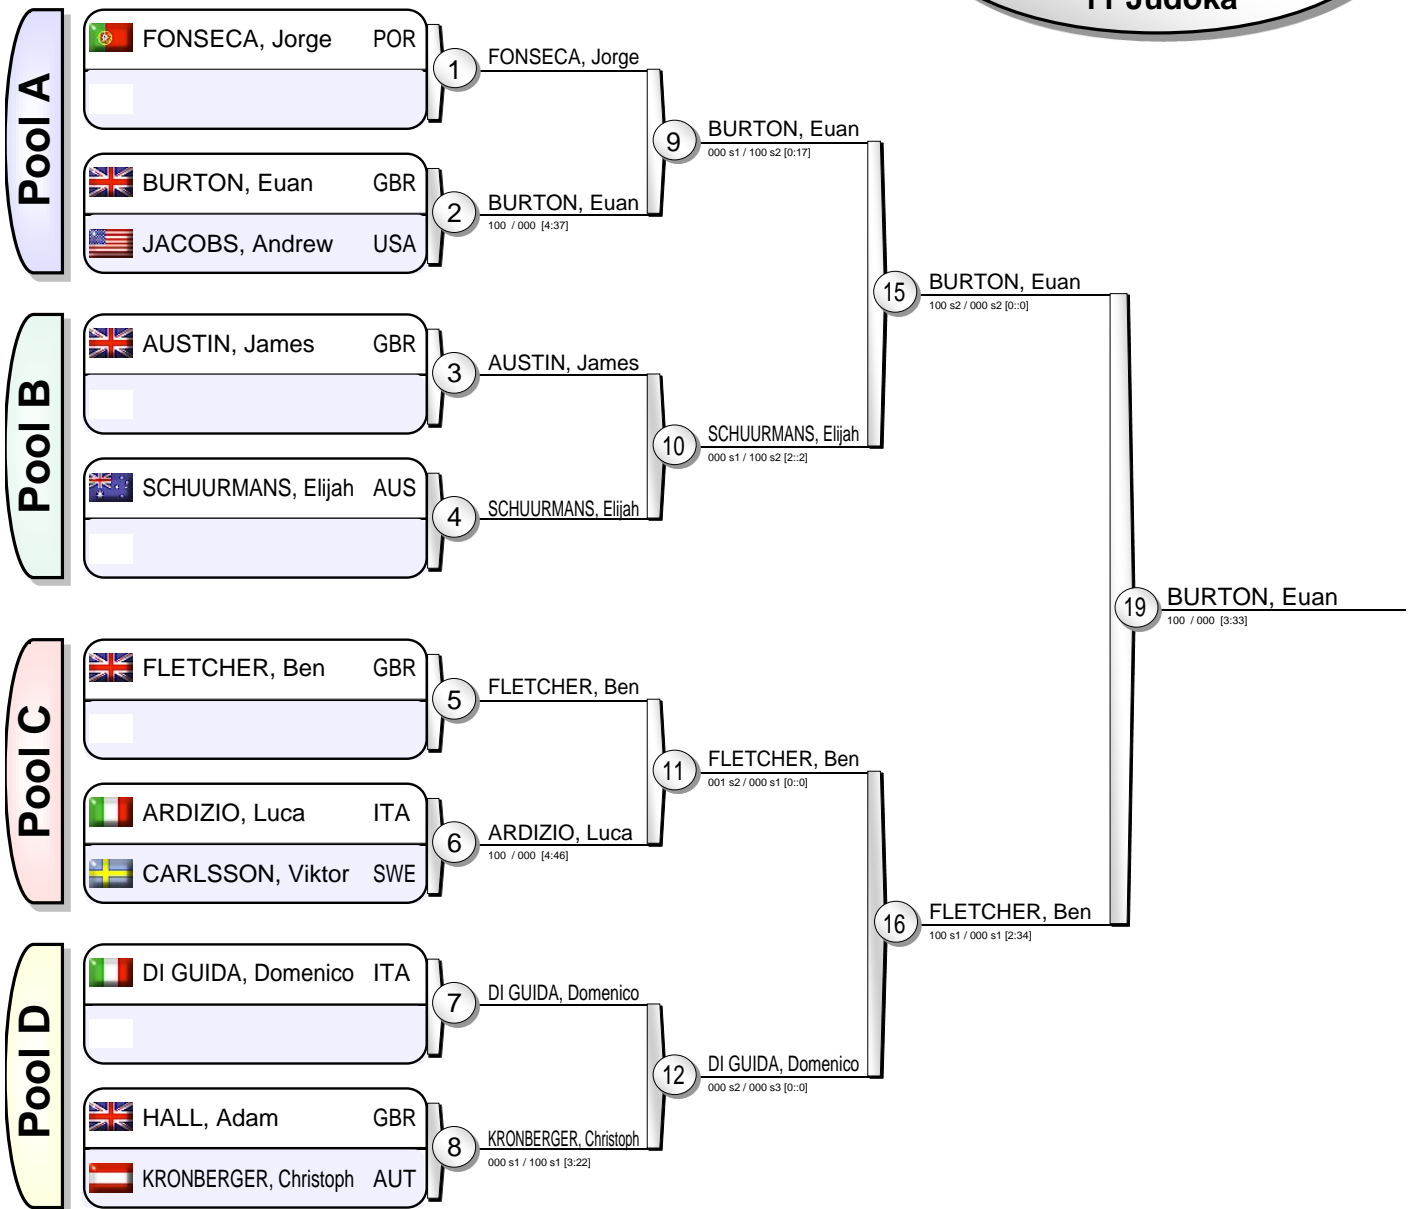 11 Judoka
Pool A
FONSECA, Jorge POR
1
FONSECA, Jorge
BURTON, Euan GBR
JACOBS, Andrew USA
2
BURTON, Euan
100 / 000 [4:37]
9
BURTON, Euan
000 s1 / 100 s2 [0:17]
Pool B
AUSTIN, James GBR
3
AUSTIN, James
SCHUURMANS, Elijah AUS
4
SCHUURMANS, Elijah
10
SCHUURMANS, Elijah
000 s1 / 100 s2 [2::2]
15
BURTON, Euan
100 s2 / 000 s2 [0::0]
Pool C
FLETCHER, Ben GBR
5
FLETCHER, Ben
ARDIZIO, Luca ITA
CARLSSON, Viktor SWE
6
ARDIZIO, Luca
100 / 000 [4:46]
11
FLETCHER, Ben
001 s2 / 000 s1 [0::0]
Pool D
DI GUIDA, Domenico ITA
7
DI GUIDA, Domenico
HALL, Adam GBR
KRONBERGER, Christoph AUT
8
KRONBERGER, Christoph
000 s1 / 100 s1 [3:22]
12
DI GUIDA, Domenico
000 s2 / 000 s3 [0::0]
16
FLETCHER, Ben
100 s1 / 000 s1 [2:34]
19
BURTON, Euan
100 / 000 [3:33]